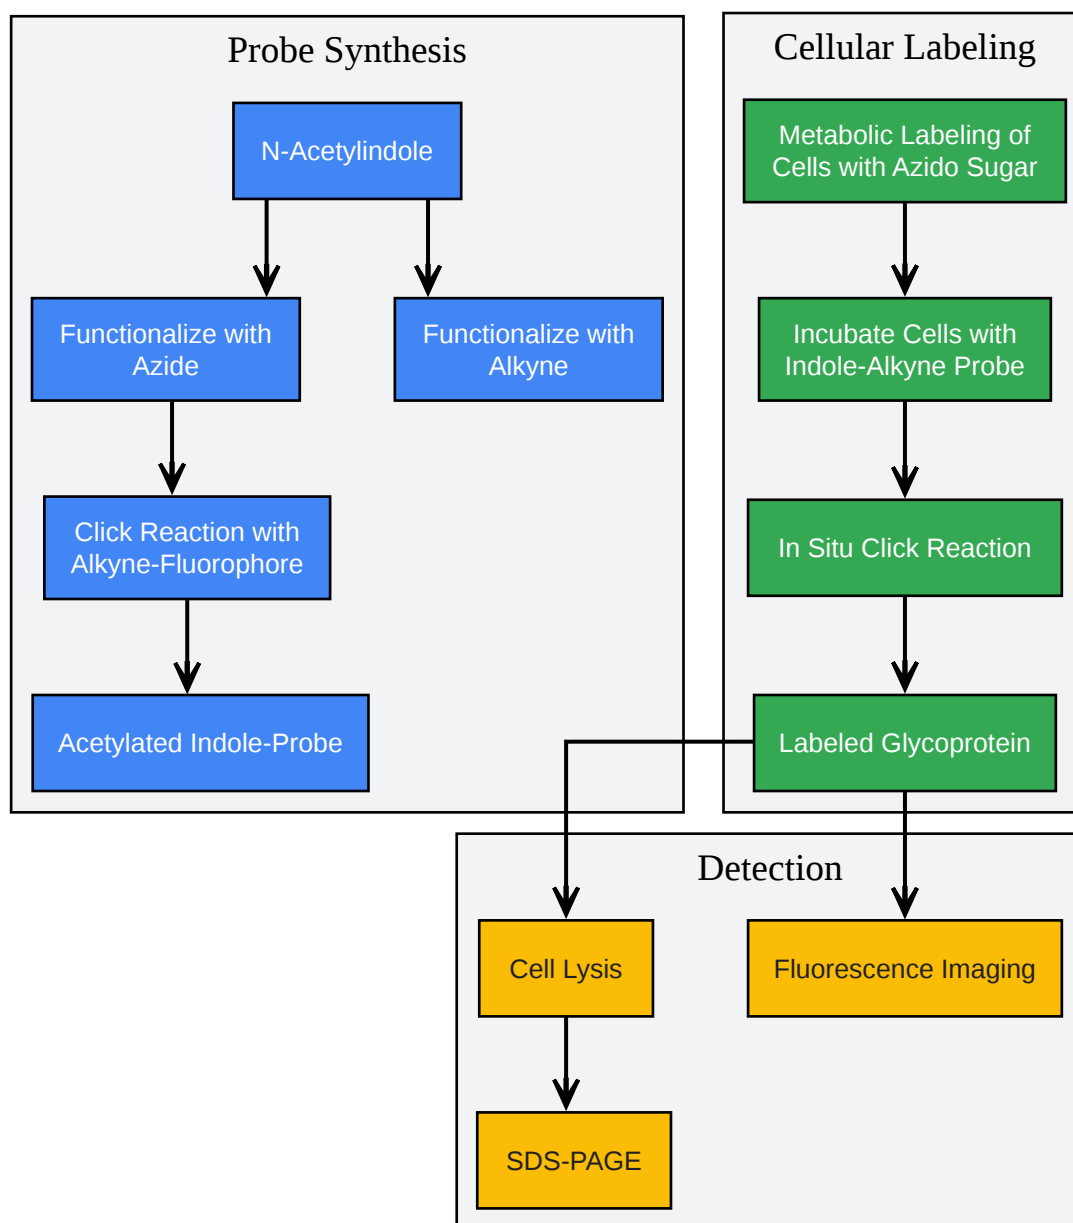 Probe Synthesis
N-Acetylindole
Functionalize with
Azide
Functionalize with
Alkyne
Click Reaction with
Alkyne-Fluorophore
Acetylated Indole-Probe
Cellular Labeling
Metabolic Labeling of
Cells with Azido Sugar
Incubate Cells with
Indole-Alkyne Probe
In Situ Click Reaction
Labeled Glycoprotein
Detection
Cell Lysis
Fluorescence Imaging
SDS-PAGE